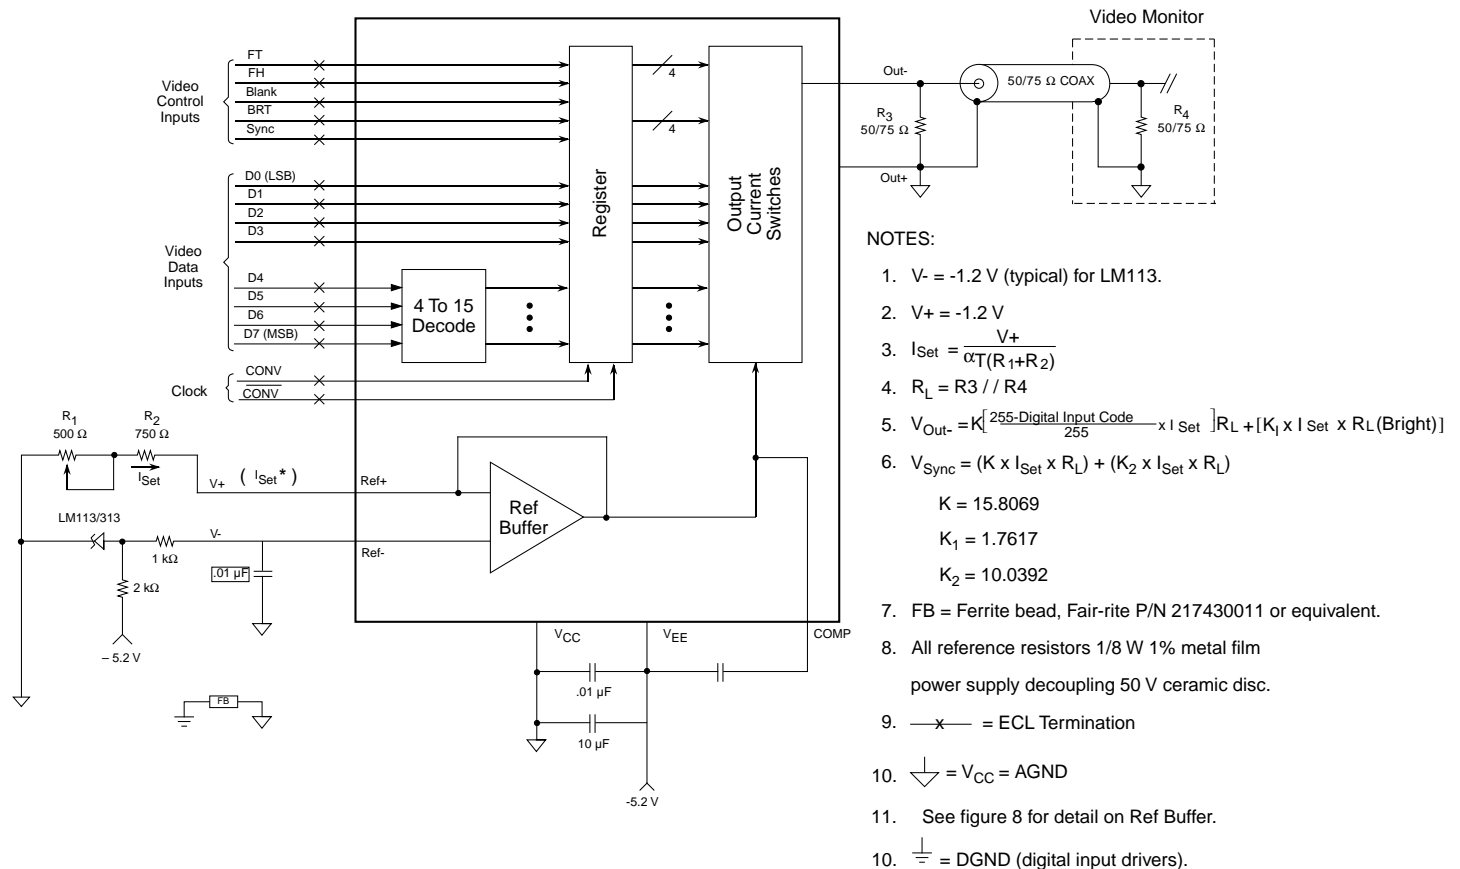 Video Monitor
FT
FH
Blank
BRT
Sync
Video
Control
Inputs
4
4
Out-
50/75 Ω COAX
R3
50/75 Ω
R4
50/75 Ω
Out+
D0 (LSB)
D1
D2
D3
Video
Data
Inputs
D4
D5
D6
D7 (MSB)
4 To 15
Decode
Register
Output
Current
Switches
CONV
CONV
Clock
R1
500 Ω
R2
750 Ω
ISet
V+
( ISet* )
Ref+
LM113/313
V-
1 kΩ
Ref-
.01 µF
2 kΩ
– 5.2 V
Ref
Buffer
FB
VCC
VEE
COMP
.01 µF
10 µF
-5.2 V
NOTES:
1. V- = -1.2 V (typical) for LM113.
2. V+ = -1.2 V
3. ISet = V+
αT(R1+R2)
4. RL = R3 / / R4
5. VOut- = K[255-Digital Input Code x I Set ]RL + [KI x I Set x RL(Bright)]
255
6. VSync = (K x ISet x RL) + (K2 x ISet x RL)
K = 15.8069
K1 = 1.7617
K2 = 10.0392
7. FB = Ferrite bead, Fair-rite P/N 217430011 or equivalent.
8. All reference resistors 1/8 W 1% metal film
power supply decoupling 50 V ceramic disc.
9. x = ECL Termination
10. = VCC = AGND
11. See figure 8 for detail on Ref Buffer.
10. = DGND (digital input drivers).